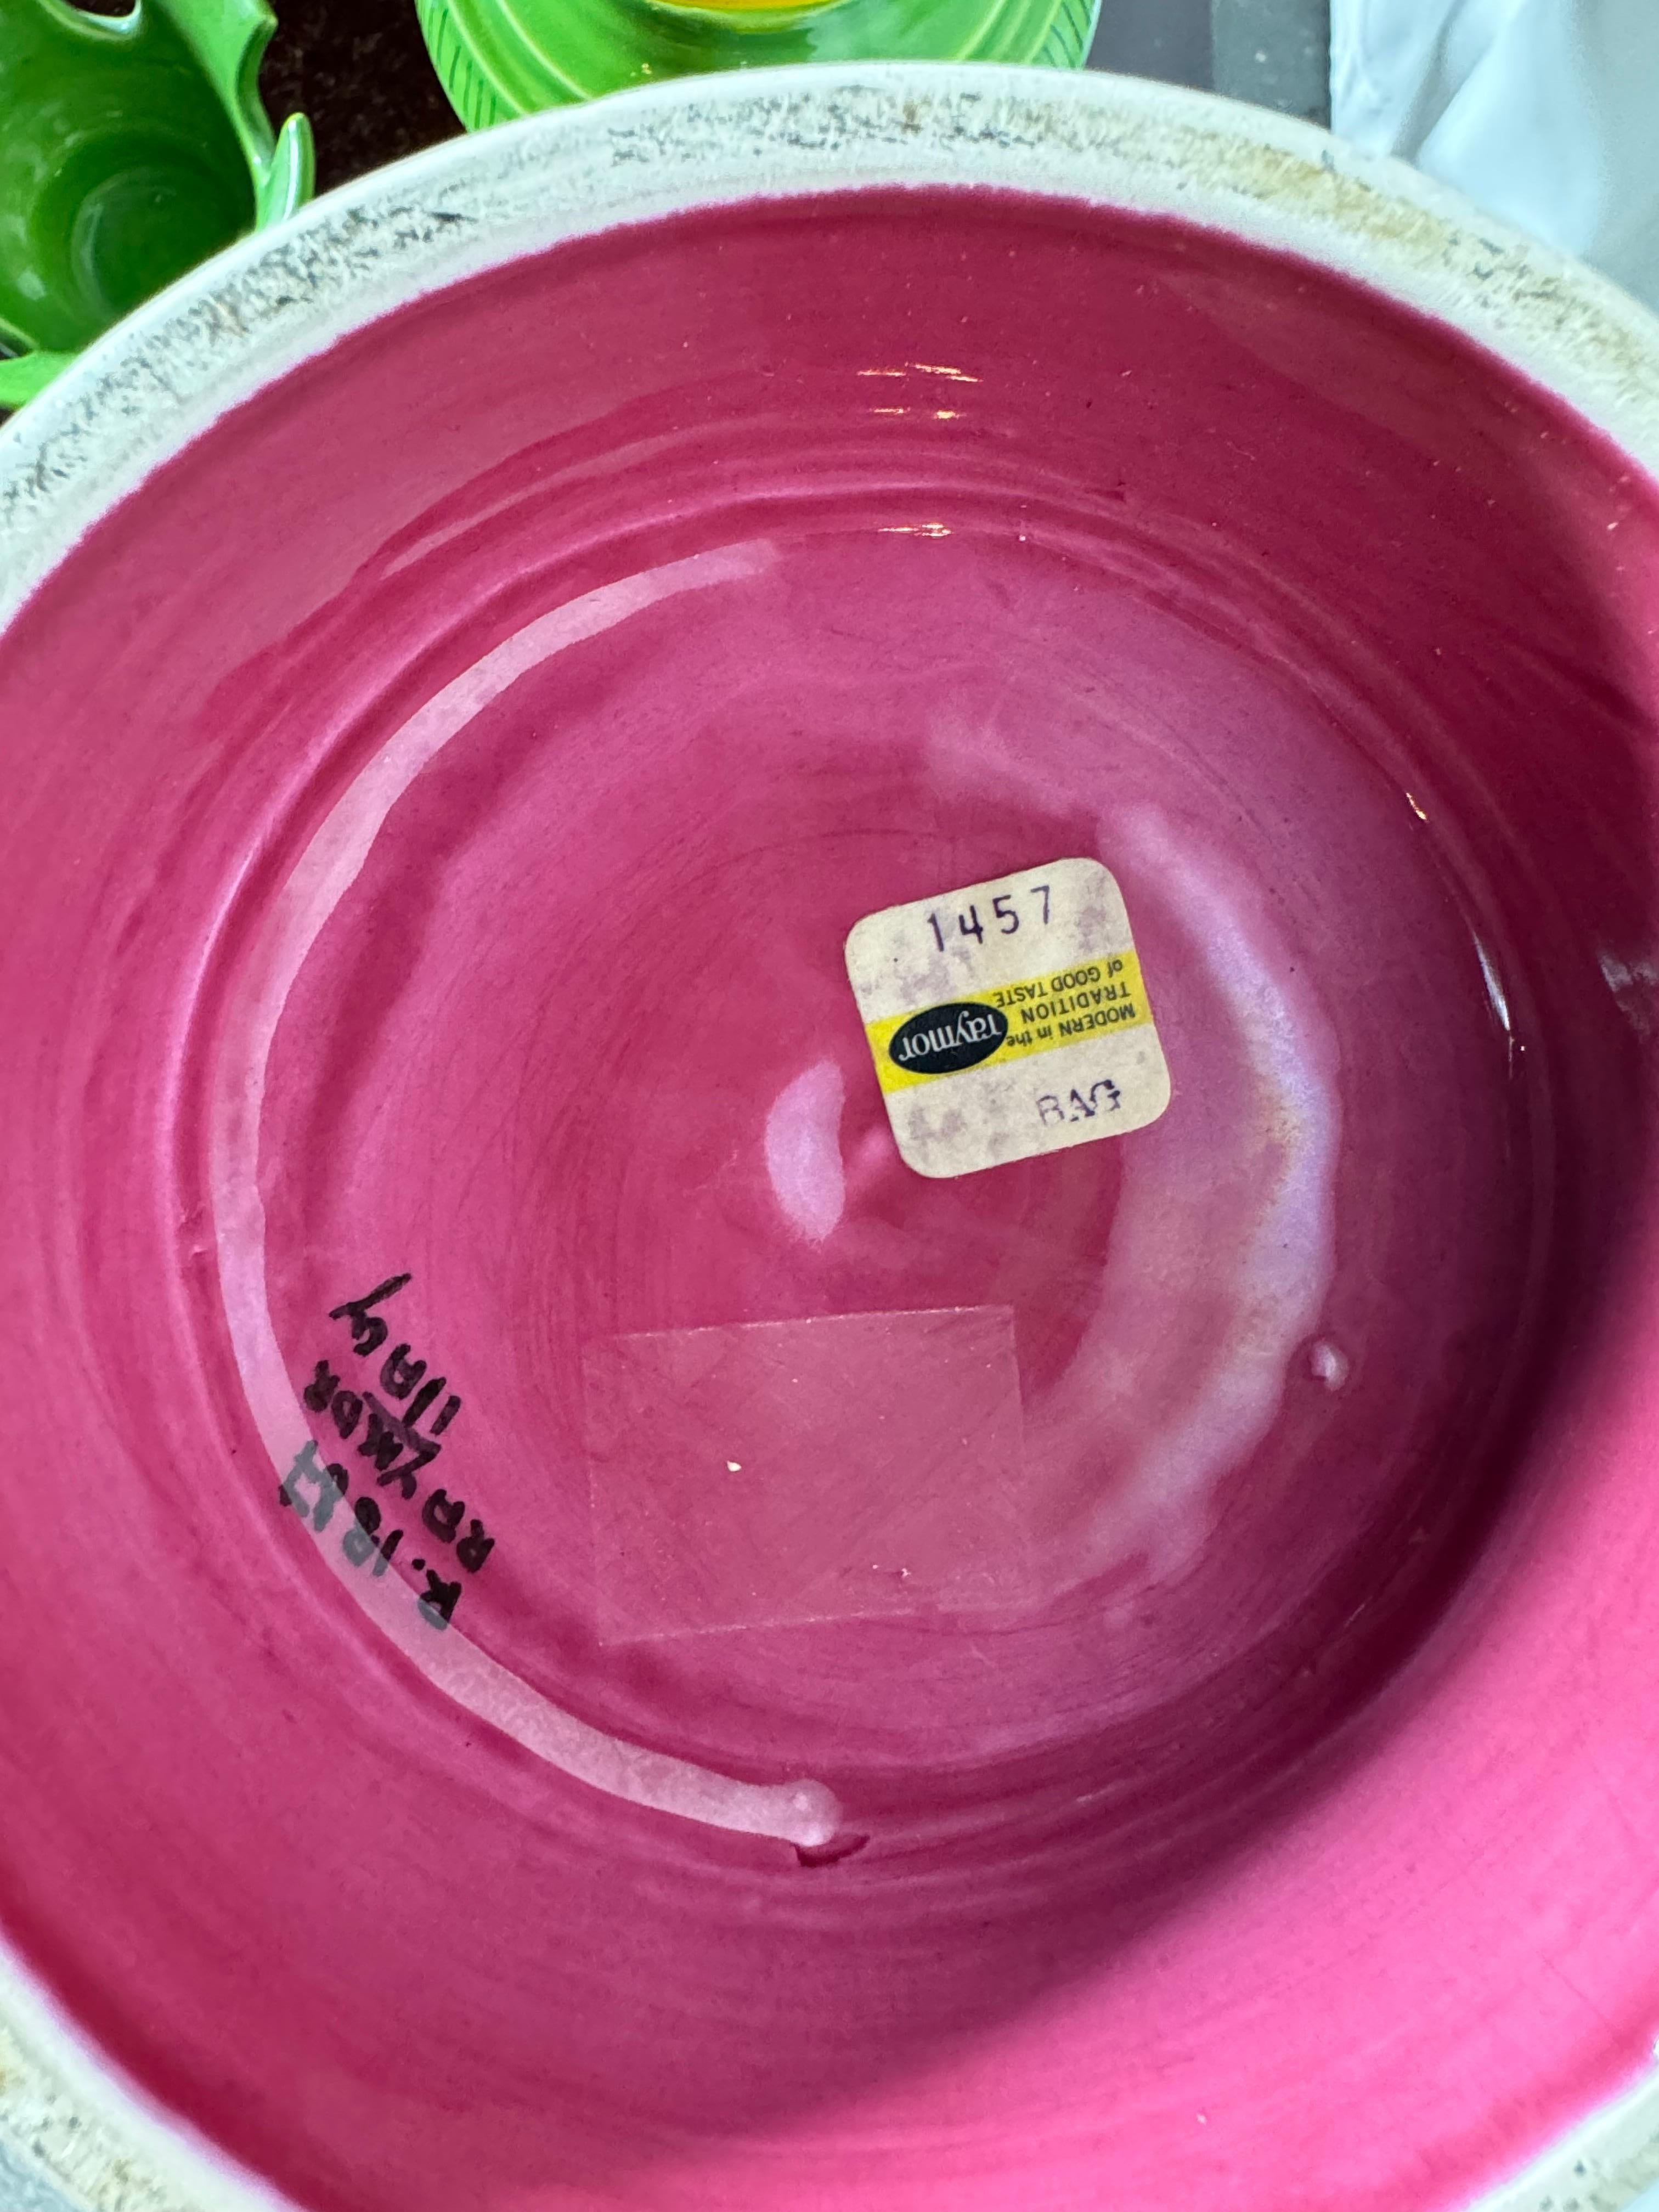 1457
raymor
MODERN in the
TRADITION
of GOOD TASTE
BAG
RAYMOR
ITALY